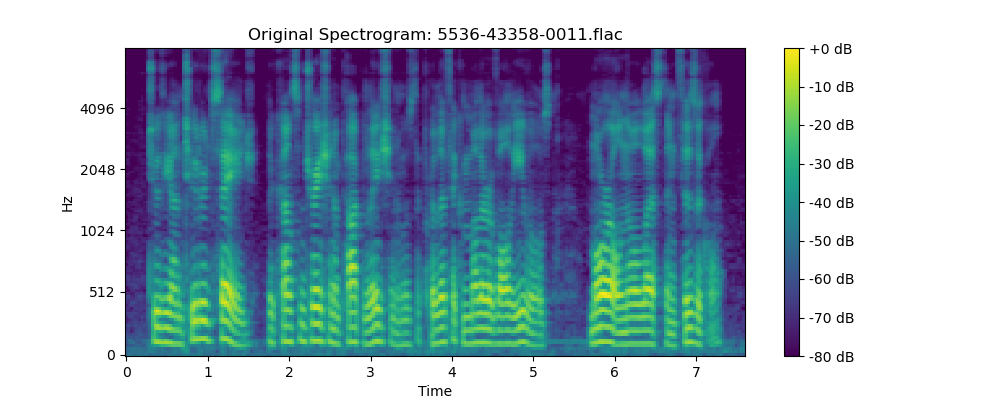 Original Spectrogram: 5536-43358-0011.flac
Hz
4096
2048
1024
512
0
0 1 2 3 4 5 6 7
Time
+0 dB
-10 dB
-20 dB
-30 dB
-40 dB
-50 dB
-60 dB
-70 dB
-80 dB